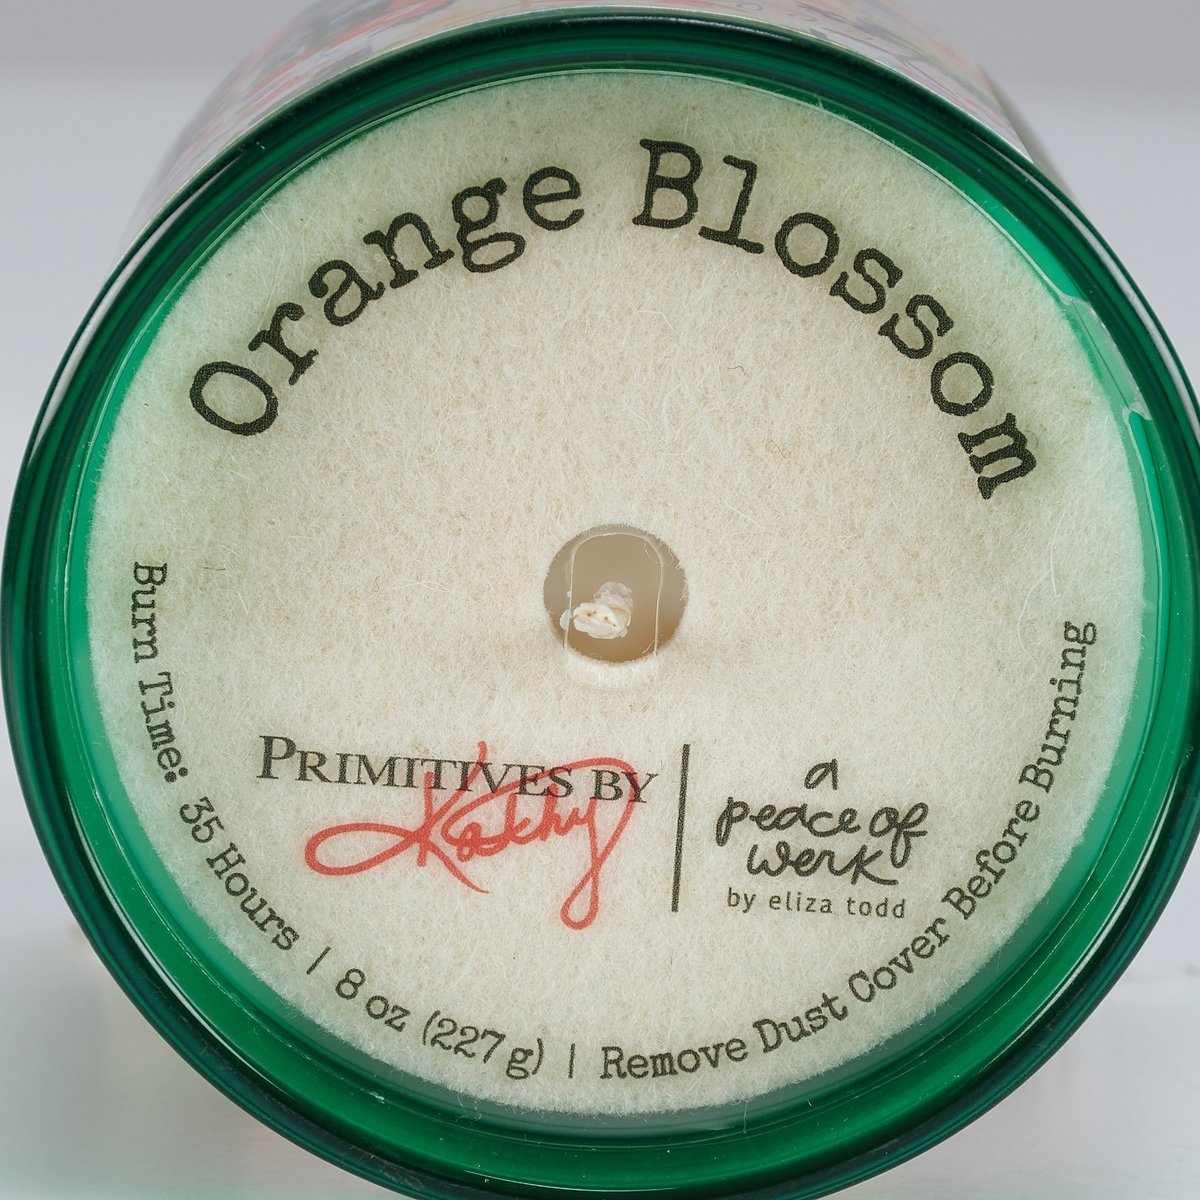 Orange Blossom
PRIMITIVES BY
Kathy
a
peace of
werk
by eliza todd
Burn Time: 35 Hours | 8 oz (227 g) | Remove Dust Cover Before Burning